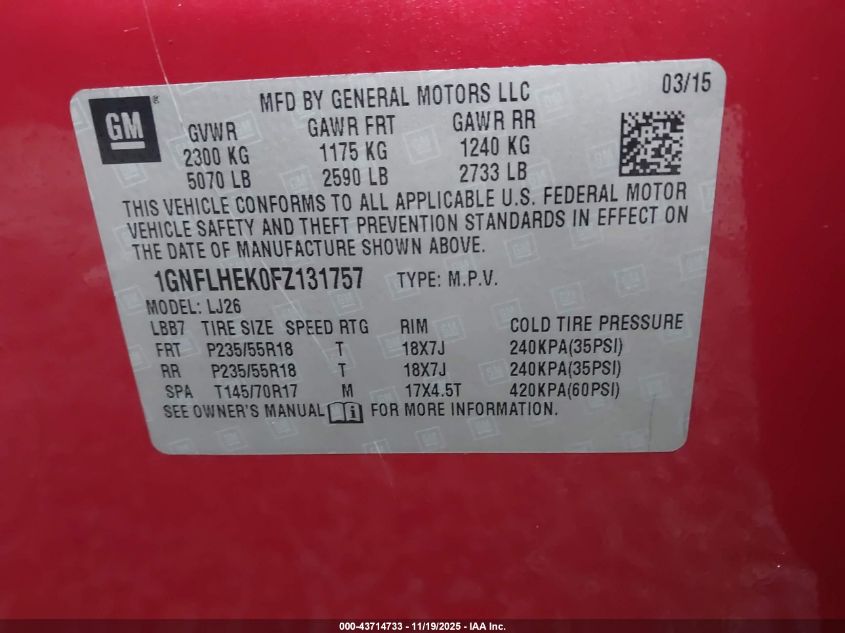 GM ® MFD BY GENERAL MOTORS LLC 03/15
GVWR GAWR FRT GAWR RR
2300 KG 1175 KG 1240 KG
5070 LB 2590 LB 2733 LB
THIS VEHICLE CONFORMS TO ALL APPLICABLE U.S. FEDERAL MOTOR
VEHICLE SAFETY AND THEFT PREVENTION STANDARDS IN EFFECT ON
THE DATE OF MANUFACTURE SHOWN ABOVE.
1GNFLHEK0FZ131757 TYPE: M.P.V.
MODEL: LJ26
LBB7 TIRE SIZE SPEED RTG RIM COLD TIRE PRESSURE
FRT P235/55R18 T 18X7J 240KPA(35PSI)
RR P235/55R18 T 18X7J 240KPA(35PSI)
SPA T145/70R17 M 17X4.5T 420KPA(60PSI)
SEE OWNER'S MANUAL i FOR MORE INFORMATION.
000-43714733 - 11/19/2025 - IAA Inc.